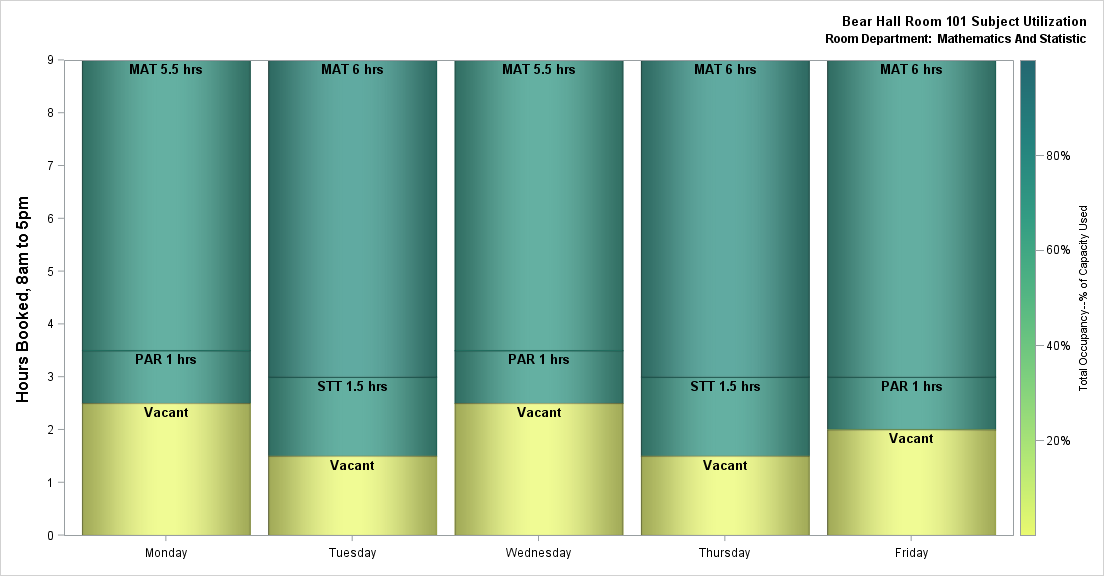 Bear Hall Room 101 Subject Utilization
Room Department: Mathematics And Statistic
Hours Booked, 8am to 5pm
9
8
7
6
5
4
3
2
1
0
MAT 5.5 hrs
PAR 1 hrs
Vacant
MAT 6 hrs
STT 1.5 hrs
Vacant
MAT 5.5 hrs
PAR 1 hrs
Vacant
MAT 6 hrs
STT 1.5 hrs
Vacant
MAT 6 hrs
PAR 1 hrs
Vacant
Monday
Tuesday
Wednesday
Thursday
Friday
80%
60%
40%
20%
Total Occupancy--% of Capacity Used